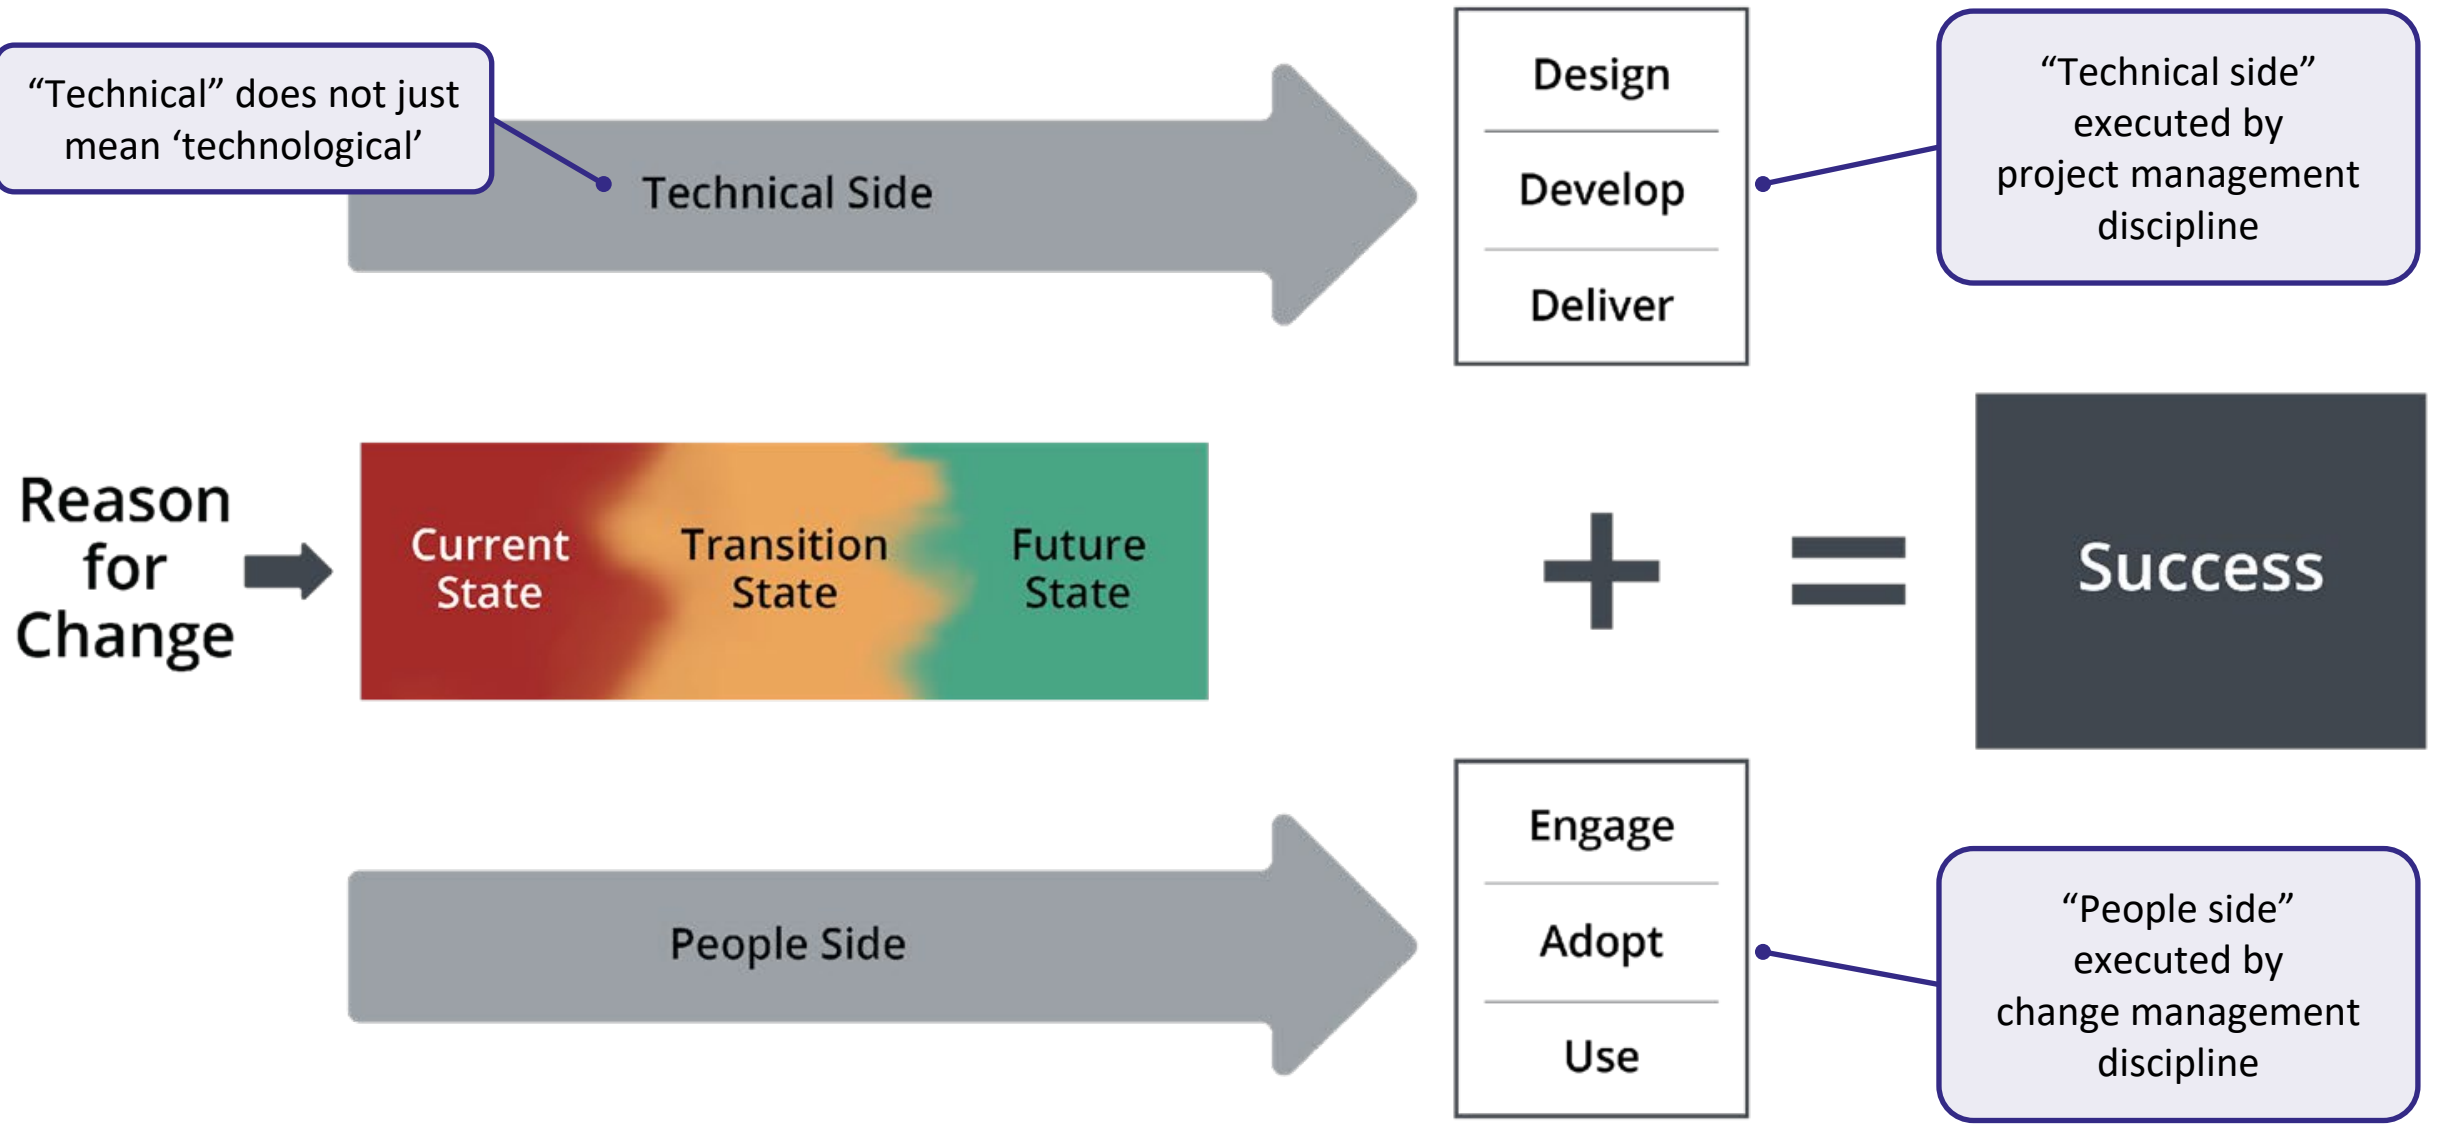 “Technical” does not just
mean ‘technological’
Technical Side
Design
Develop
Deliver
“Technical side”
executed by
project management
discipline
Reason
for
Change
Current
State
Transition
State
Future
State
+
=
Success
People Side
Engage
Adopt
Use
“People side”
executed by
change management
discipline